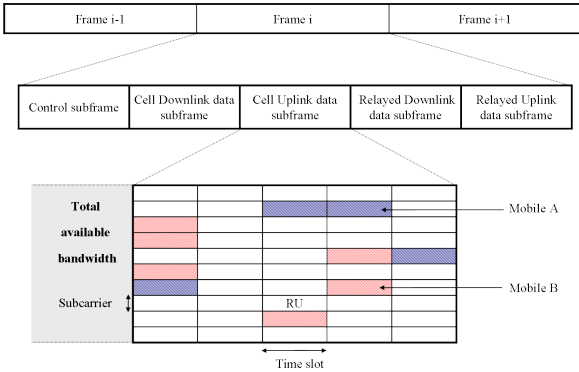 Frame i-1
Frame i
Frame i+1
Control subframe
Cell Downlink data
subframe
Cell Uplink data
subframe
Relayed Downlink
data subframe
Relayed Uplink
data subframe
Total
available
bandwidth
Subcarrier
Mobile A
Mobile B
RU
Time slot